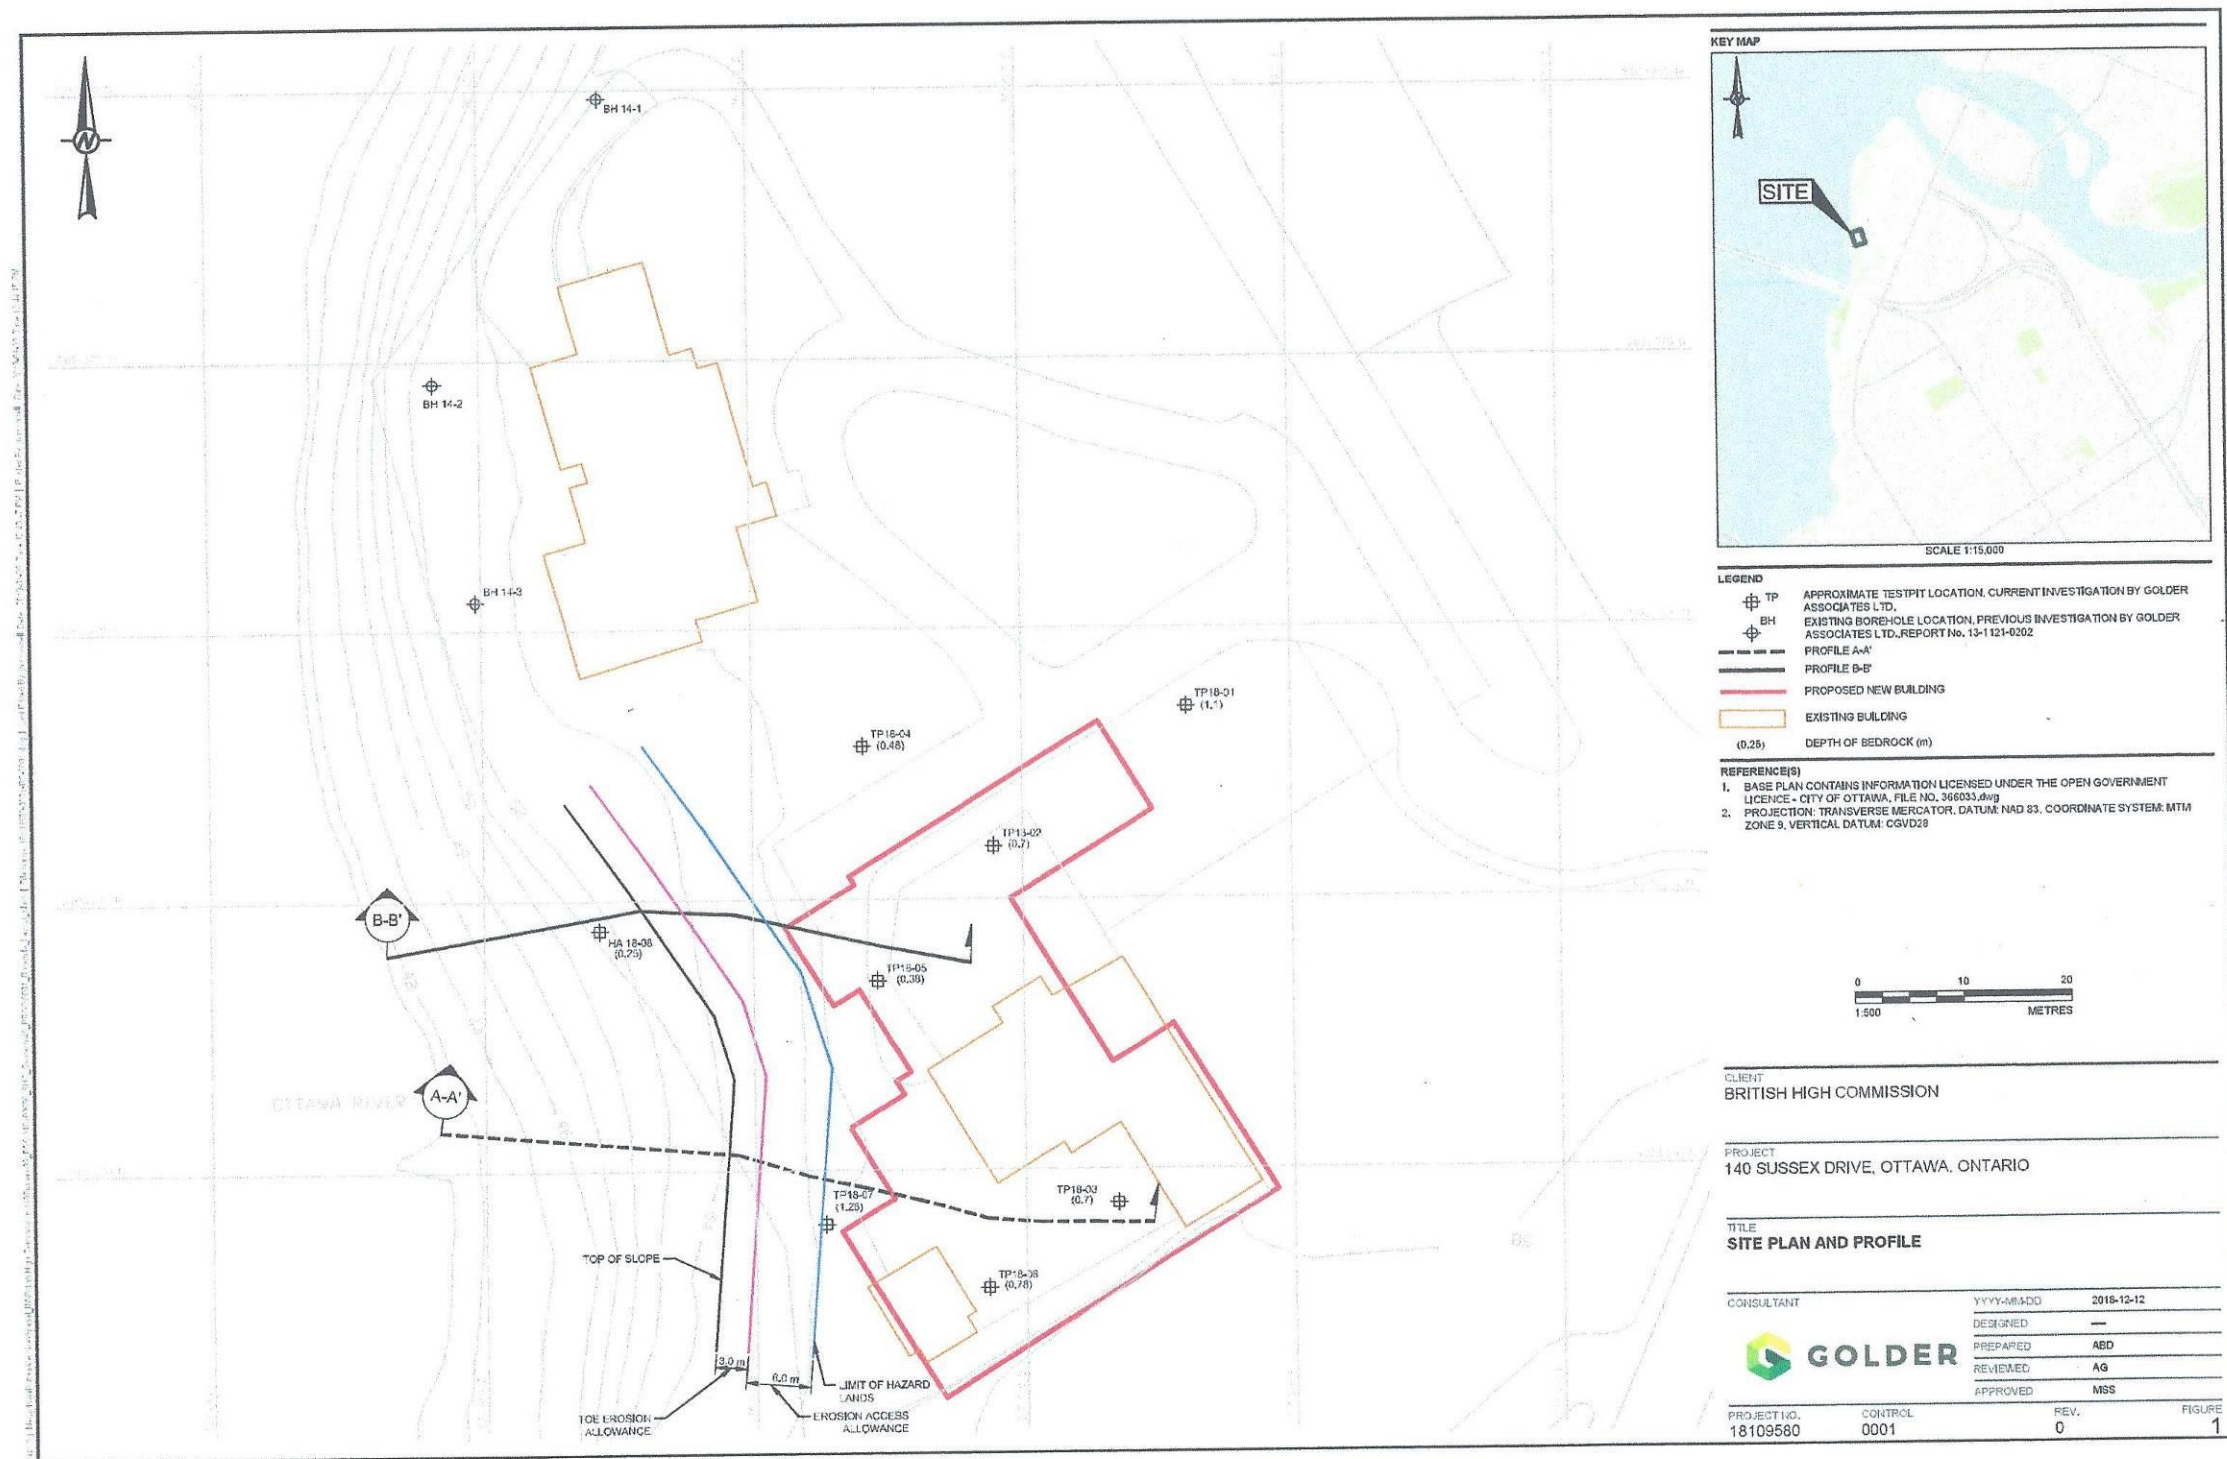 BH 14-1
BH 14-2
BH 14-3
TP18-01
(1.1)
TP18-04
(0.48)
TP18-02
(0.7)
B-B'
HA 18-08
(0.25)
TP18-05
(0.38)
OTTAWA RIVER
A-A'
TP18-07
(1.25)
TP18-03
(0.7)
TOP OF SLOPE
TP18-06
(0.78)
3.0 m
6.0 m
LIMIT OF HAZARD
LANDS
TOE EROSION
ALLOWANCE
EROSION ACCESS
ALLOWANCE
KEY MAP
SITE
SCALE 1:15,000
LEGEND
TP APPROXIMATE TESTPIT LOCATION, CURRENT INVESTIGATION BY GOLDER
ASSOCIATES LTD.
BH EXISTING BOREHOLE LOCATION, PREVIOUS INVESTIGATION BY GOLDER
ASSOCIATES LTD. REPORT No. 13-1121-0202
PROFILE A-A'
PROFILE B-B'
PROPOSED NEW BUILDING
EXISTING BUILDING
(0.25) DEPTH OF BEDROCK (m)
REFERENCE(S)
1. BASE PLAN CONTAINS INFORMATION LICENSED UNDER THE OPEN GOVERNMENT
LICENCE - CITY OF OTTAWA, FILE NO. 366033.dwg
2. PROJECTION: TRANSVERSE MERCATOR, DATUM: NAD 83, COORDINATE SYSTEM: MTM
ZONE 9, VERTICAL DATUM: CGVD28
0 10 20
1:500 METRES
CLIENT
BRITISH HIGH COMMISSION
PROJECT
140 SUSSEX DRIVE, OTTAWA, ONTARIO
TITLE
SITE PLAN AND PROFILE
CONSULTANT
GOLDER
YYYY-MM-DD 2018-12-12
DESIGNED —
PREPARED ABD
REVIEWED AG
APPROVED MSS
PROJECT NO. CONTROL REV. FIGURE
18109580 0001 0 1